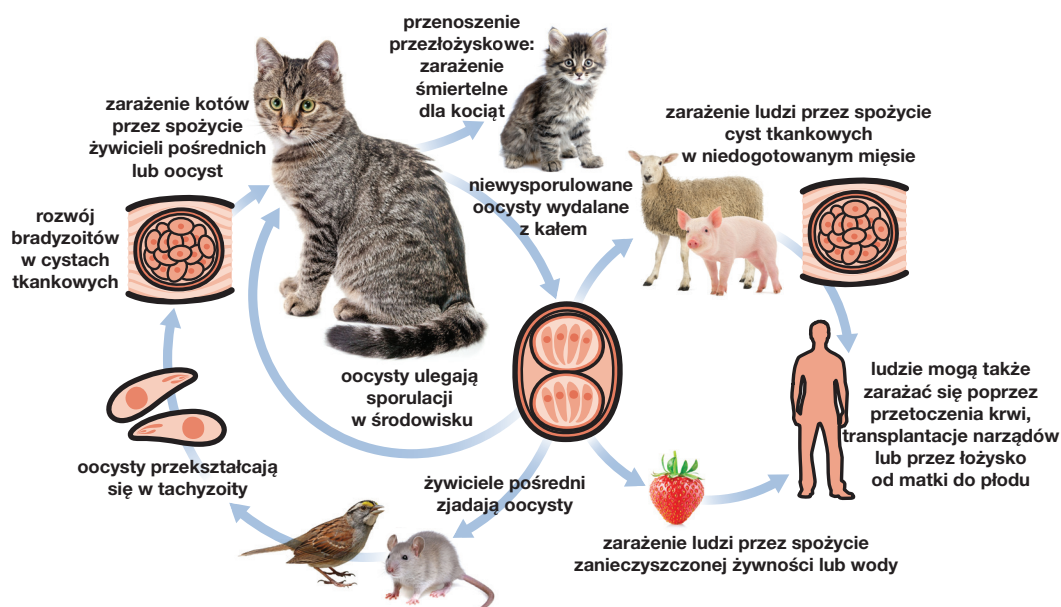 przenoszenie
przezłożyskowe:
zarażenie
śmiertelne
dla kociąt
zarażenie kotów
przez spożycie
żywicieli pośrednich
lub oocyst
zarażenie ludzi przez spożycie
cyst tkankowych
w niedogotowanym mięsie
niewysporulowane
oocysty wydalane
z kałem
rozwój
bradyzoitów
w cystach
tkankowych
oocysty ulegają
sporulacji
w środowisku
ludzie mogą także
zarażać się poprzez
przetoczenia krwi,
transplantacje narządów
lub przez łożysko
od matki do płodu
oocysty przekształcają
się w tachyzoity
żywiciele pośredni
zjadają oocysty
zarażenie ludzi przez spożycie
zanieczyszczonej żywności lub wody